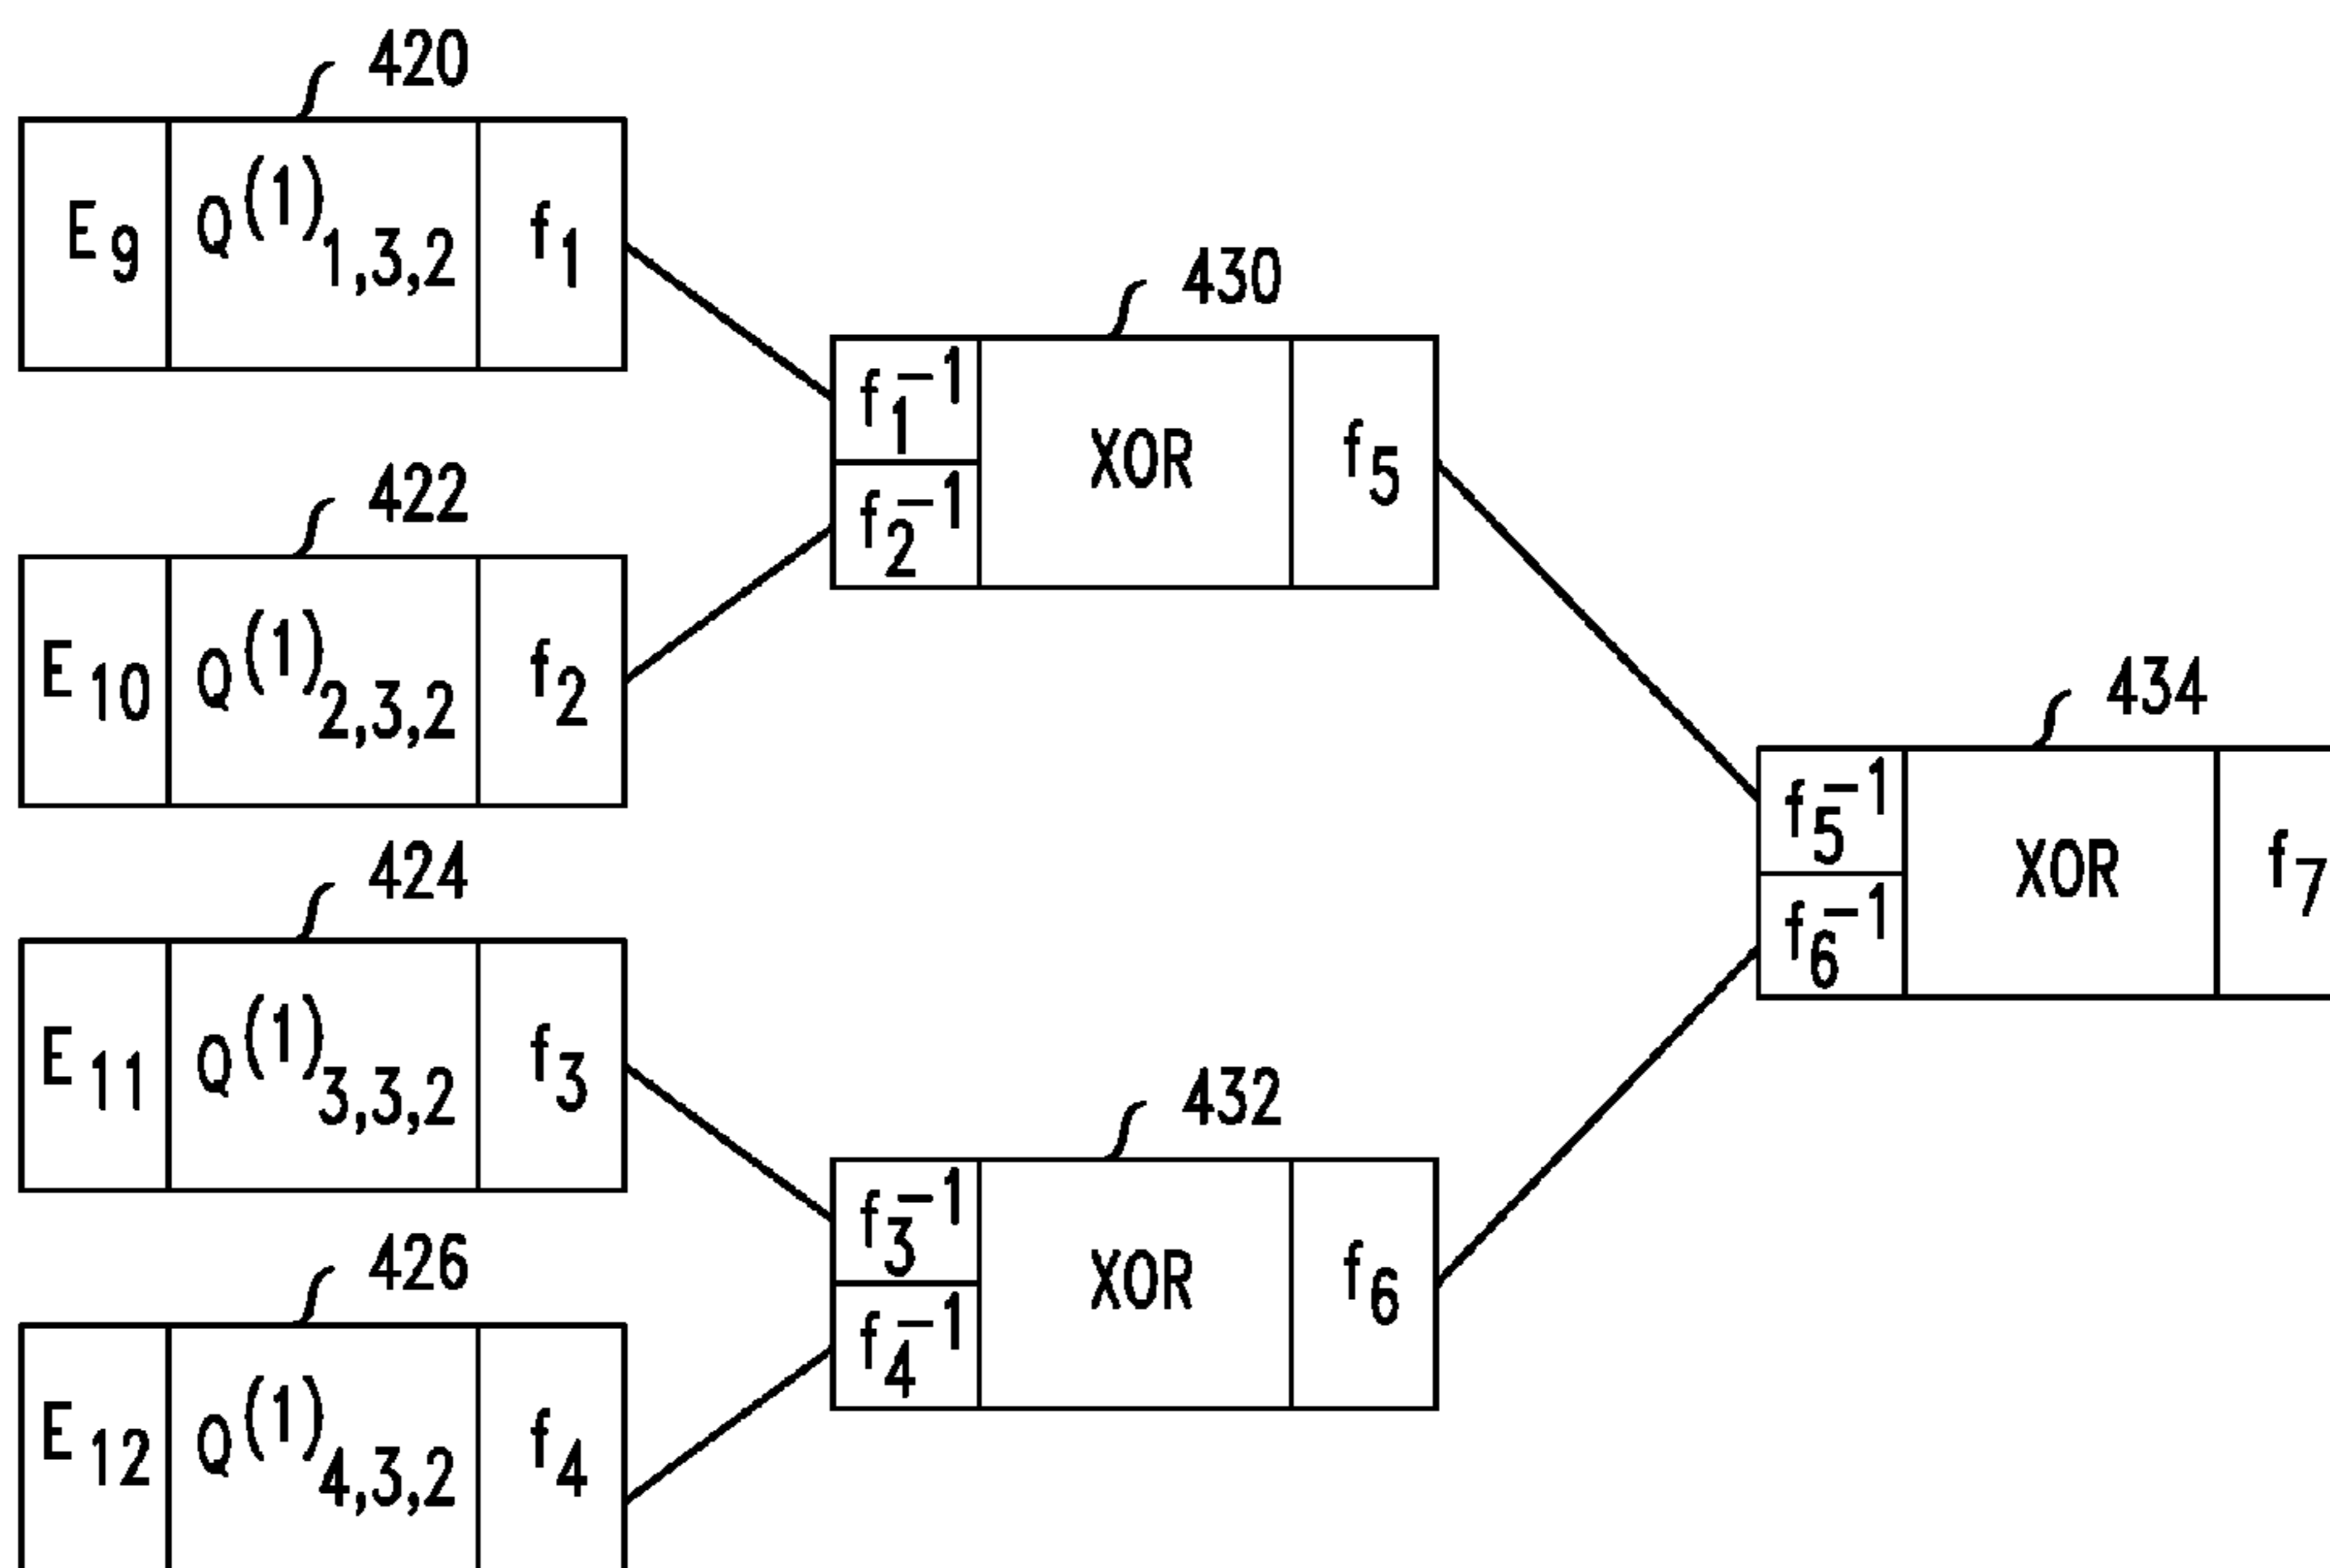 420
E9 Q(1)1,3,2 f1
430
f1-1
XOR
f5
f2-1
422
E10 Q(1)2,3,2 f2
434
f5-1
XOR
f7
f6-1
424
E11 Q(1)3,3,2 f3
432
f3-1
XOR
f6
f4-1
426
E12 Q(1)4,3,2 f4